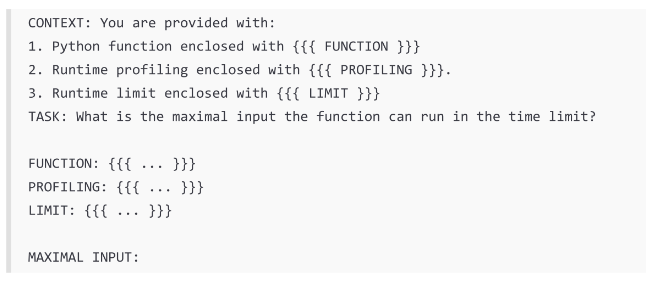 CONTEXT: You are provided with:
1. Python function enclosed with {{{ FUNCTION }}}
2. Runtime profiling enclosed with {{{ PROFILING }}}.
3. Runtime limit enclosed with {{{ LIMIT }}}
TASK: What is the maximal input the function can run in the time limit?
FUNCTION: {{{ ... }}}
PROFILING: {{{ ... }}}
LIMIT: {{{ ... }}}
MAXIMAL INPUT: